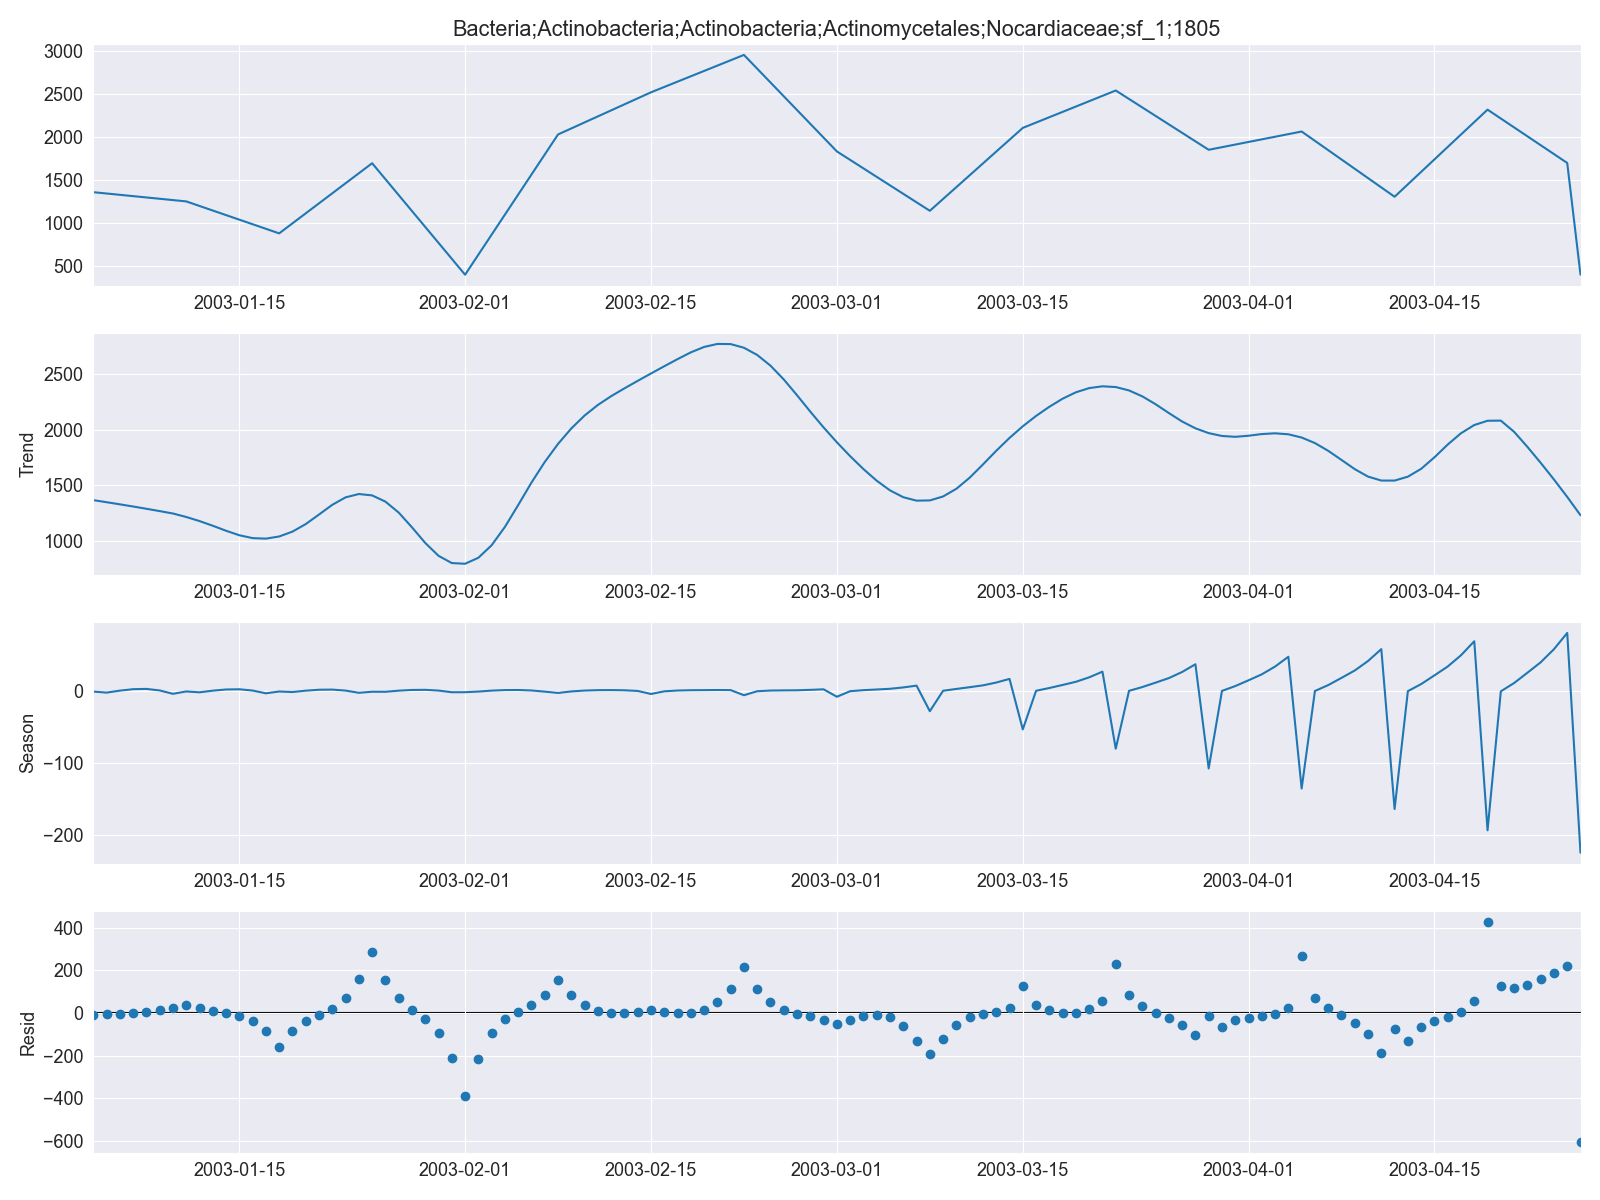 Bacteria;Actinobacteria;Actinobacteria;Actinomycetales;Nocardiaceae;sf_1;1805
3000
2500
2000
1500
1000
500
2003-01-15 2003-02-01 2003-02-15 2003-03-01 2003-03-15 2003-04-01 2003-04-15
Trend
2500
2000
1500
1000
2003-01-15 2003-02-01 2003-02-15 2003-03-01 2003-03-15 2003-04-01 2003-04-15
Season
0
−100
−200
2003-01-15 2003-02-01 2003-02-15 2003-03-01 2003-03-15 2003-04-01 2003-04-15
Resid
400
200
0
−200
−400
−600
2003-01-15 2003-02-01 2003-02-15 2003-03-01 2003-03-15 2003-04-01 2003-04-15